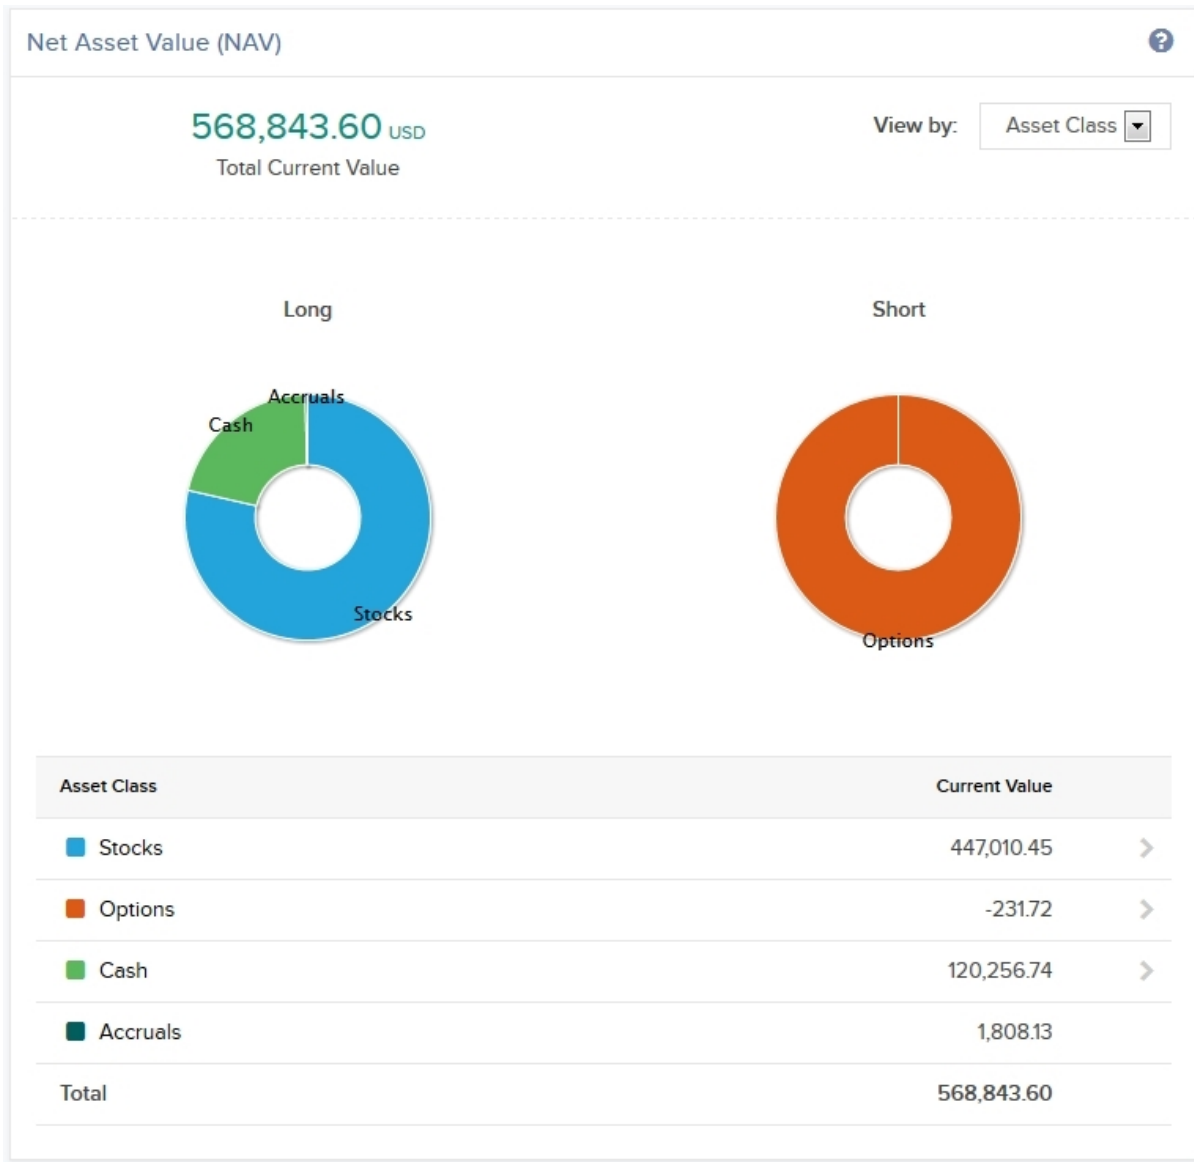 Net Asset Value (NAV)
?
568,843.60 USD
Total Current Value
View by: Asset Class
Long
Short
Accruals
Cash
Stocks
Options
Asset Class Current Value
Stocks 447,010.45
Options -231.72
Cash 120,256.74
Accruals 1,808.13
Total 568,843.60